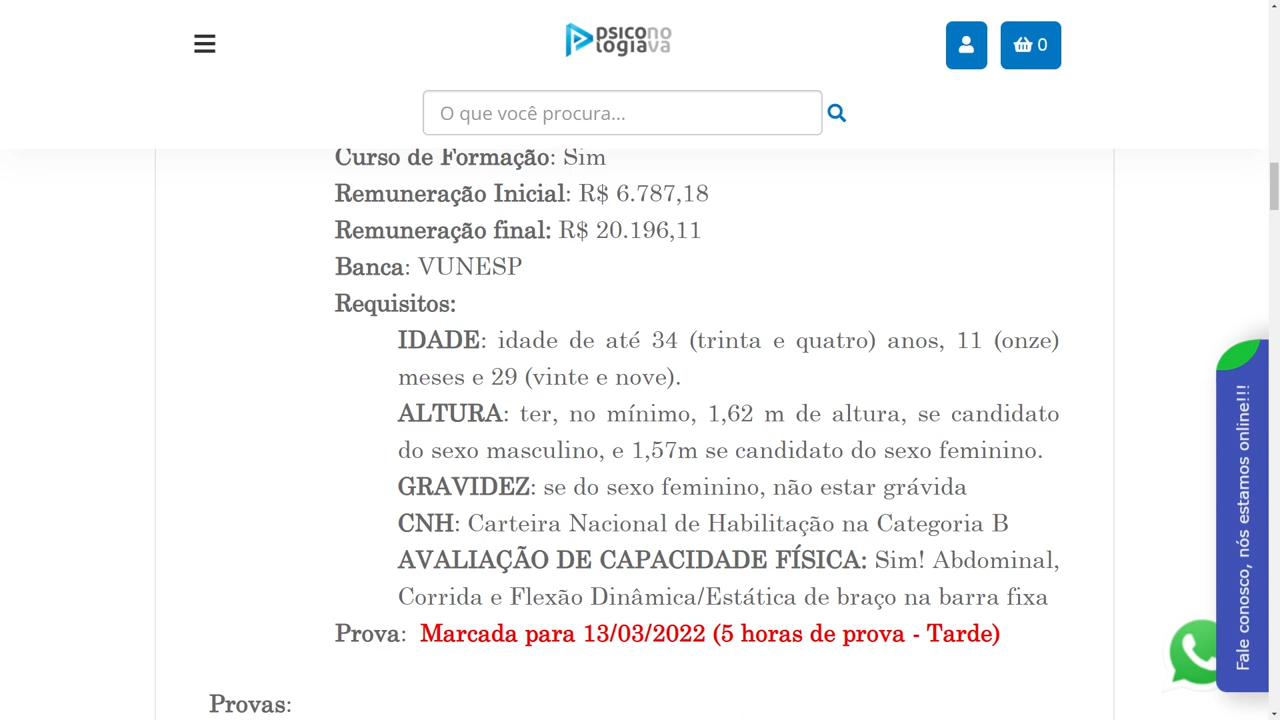 psicono
logiava
0
O que você procura...
Curso de Formação: Sim
Remuneração Inicial: R$ 6.787,18
Remuneração final: R$ 20.196,11
Banca: VUNESP
Requisitos:
IDADE: idade de até 34 (trinta e quatro) anos, 11 (onze)
meses e 29 (vinte e nove).
ALTURA: ter, no mínimo, 1,62 m de altura, se candidato
do sexo masculino, e 1,57m se candidato do sexo feminino.
GRAVIDEZ: se do sexo feminino, não estar grávida
CNH: Carteira Nacional de Habilitação na Categoria B
AVALIAÇÃO DE CAPACIDADE FÍSICA: Sim! Abdominal,
Corrida e Flexão Dinâmica/Estática de braço na barra fixa
Prova: Marcada para 13/03/2022 (5 horas de prova - Tarde)
Provas:
Fale conosco, nós estamos online!!!